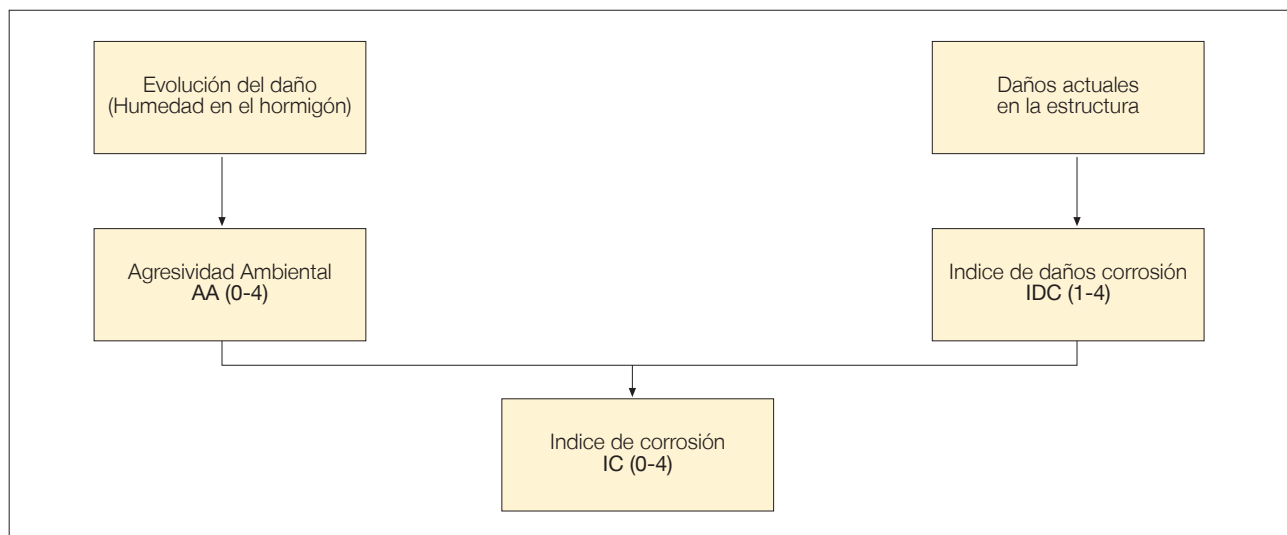 Evolución del daño
(Humedad en el hormigón)
Daños actuales
en la estructura
Agresividad Ambiental
AA (0-4)
Indice de daños corrosión
IDC (1-4)
Indice de corrosión
IC (0-4)